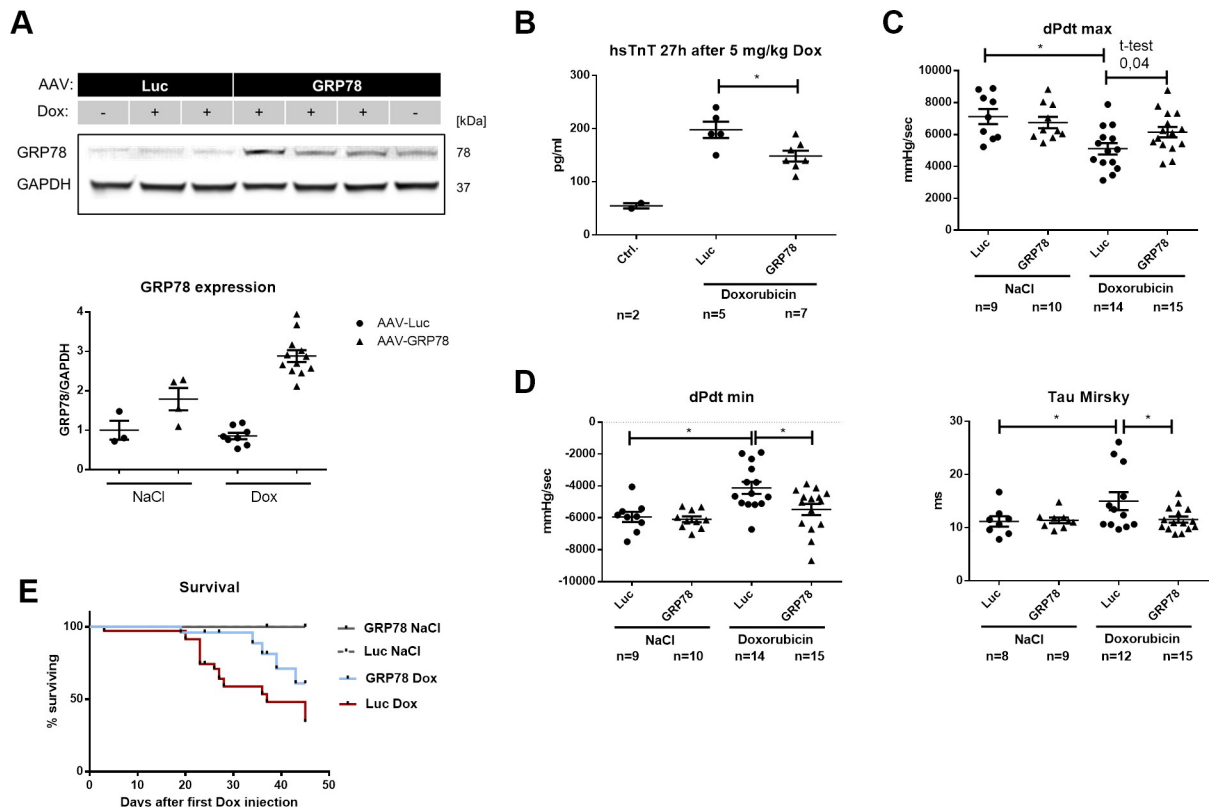 A
AAV: Luc GRP78
Dox: - + + + + + -
[kDa]
GRP78 78
GAPDH 37
GRP78 expression
GRP78/GAPDH
4
3
2
1
0
NaCl Dox
AAV-Luc
AAV-GRP78
B
hsTnT 27h after 5 mg/kg Dox
*
pg/ml
300
200
100
0
Ctrl. Luc GRP78
Doxorubicin
n=2 n=5 n=7
C
dPdt max
t-test
0,04
*
mmHg/sec
10000
8000
6000
4000
2000
0
Luc GRP78 Luc GRP78
NaCl Doxorubicin
n=9 n=10 n=14 n=15
D
dPdt min
* *
mmHg/sec
0
-2000
-4000
-6000
-8000
-10000
Luc GRP78 Luc GRP78
NaCl Doxorubicin
n=9 n=10 n=14 n=15
Tau Mirsky
* *
ms
30
20
10
0
Luc GRP78 Luc GRP78
NaCl Doxorubicin
n=8 n=9 n=12 n=15
E
Survival
% surviving
100
50
0
0 10 20 30 40 50
Days after first Dox injection
GRP78 NaCl
Luc NaCl
GRP78 Dox
Luc Dox